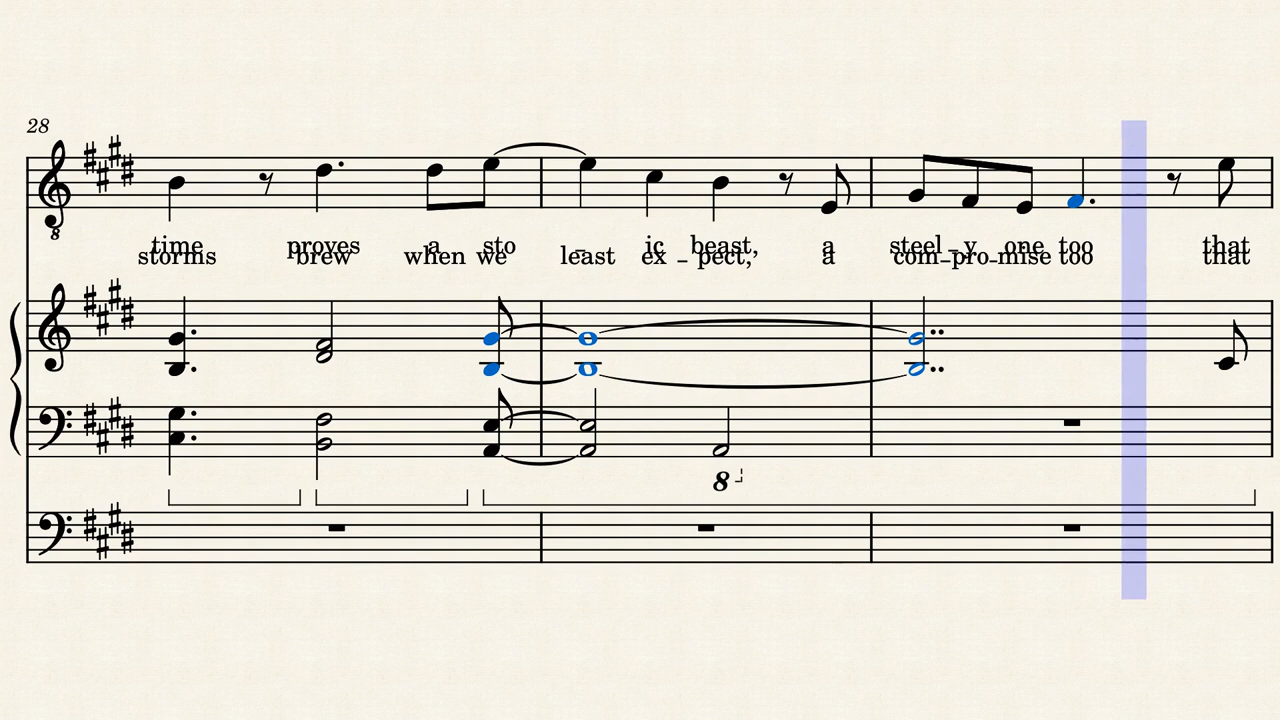 28
8
time proves a sto - ic beast, a steel - y one too that
storms brew when we least ex - pect, a com - pro - mise too that
8